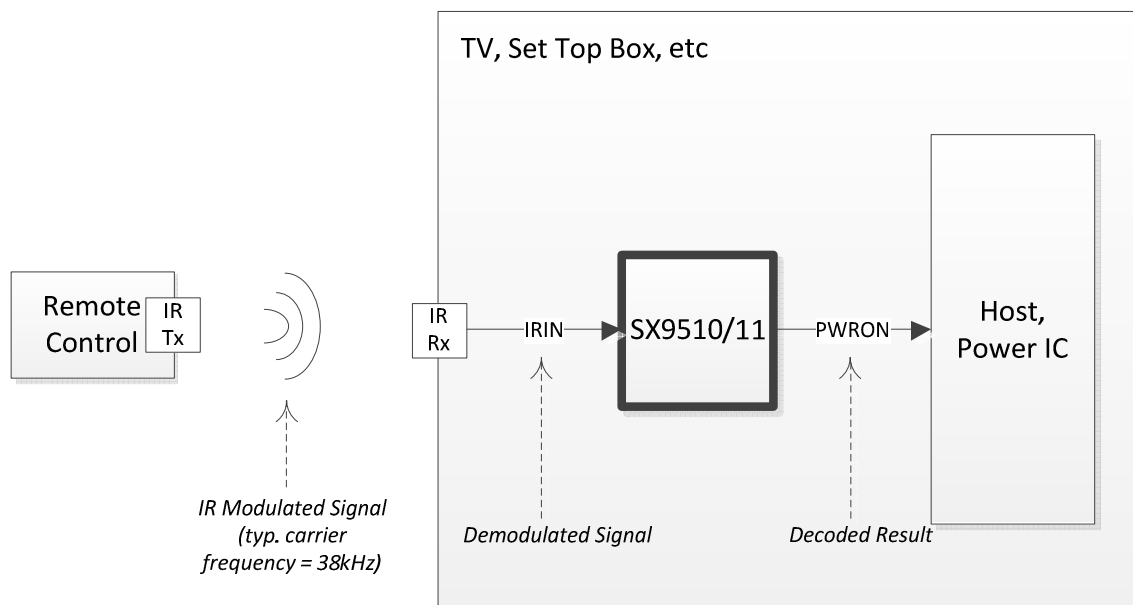 TV, Set Top Box, etc
Remote
Control
IR
Tx
IR
Rx
IRIN
SX9510/11
PWRON
Host,
Power IC
IR Modulated Signal
(typ. carrier
frequency = 38kHz)
Demodulated Signal
Decoded Result